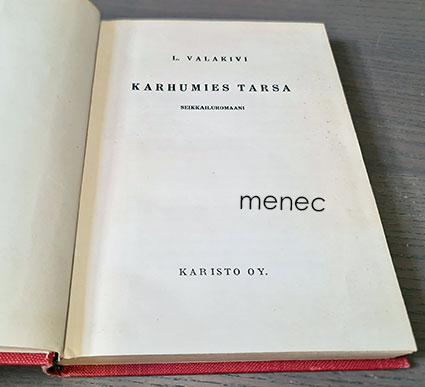 L. VALAKIVI
KARHUMIES TARSA
SEIKKAILUROMAANI
menec
KARISTO OY.